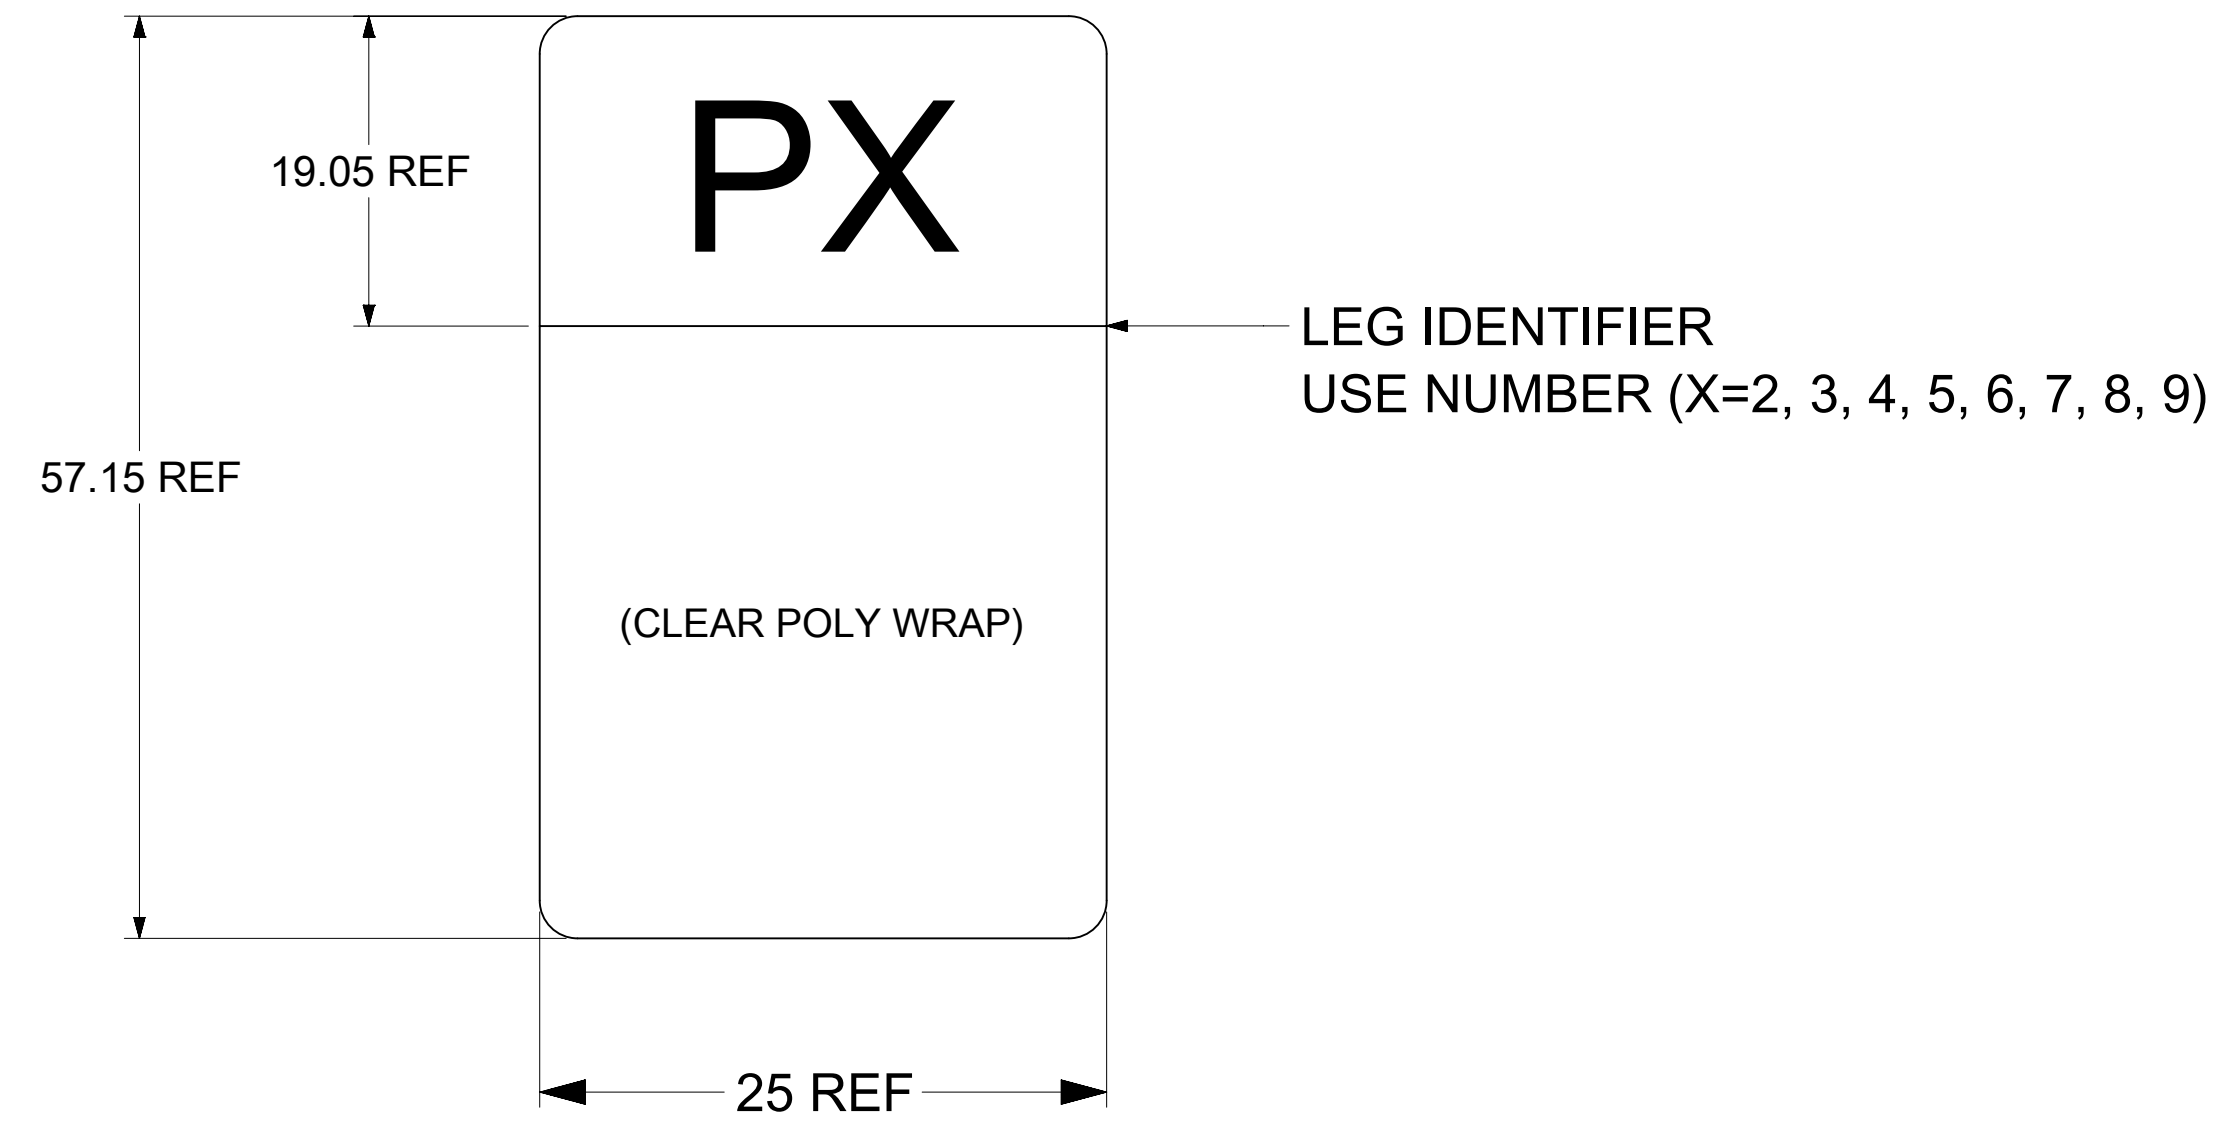 PX
19.05 REF
LEG IDENTIFIER
USE NUMBER (X=2, 3, 4, 5, 6, 7, 8, 9)
57.15 REF
(CLEAR POLY WRAP)
25 REF